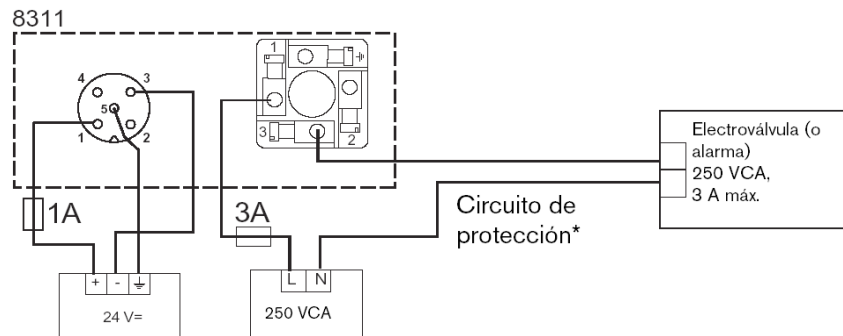 8311
4
3
5
1
2
1
3
2
1A
3A
+ - 
24 V=
L N
250 VCA
Circuito de
protección*
Electroválvula (o
alarma)
250 VCA,
3 A máx.